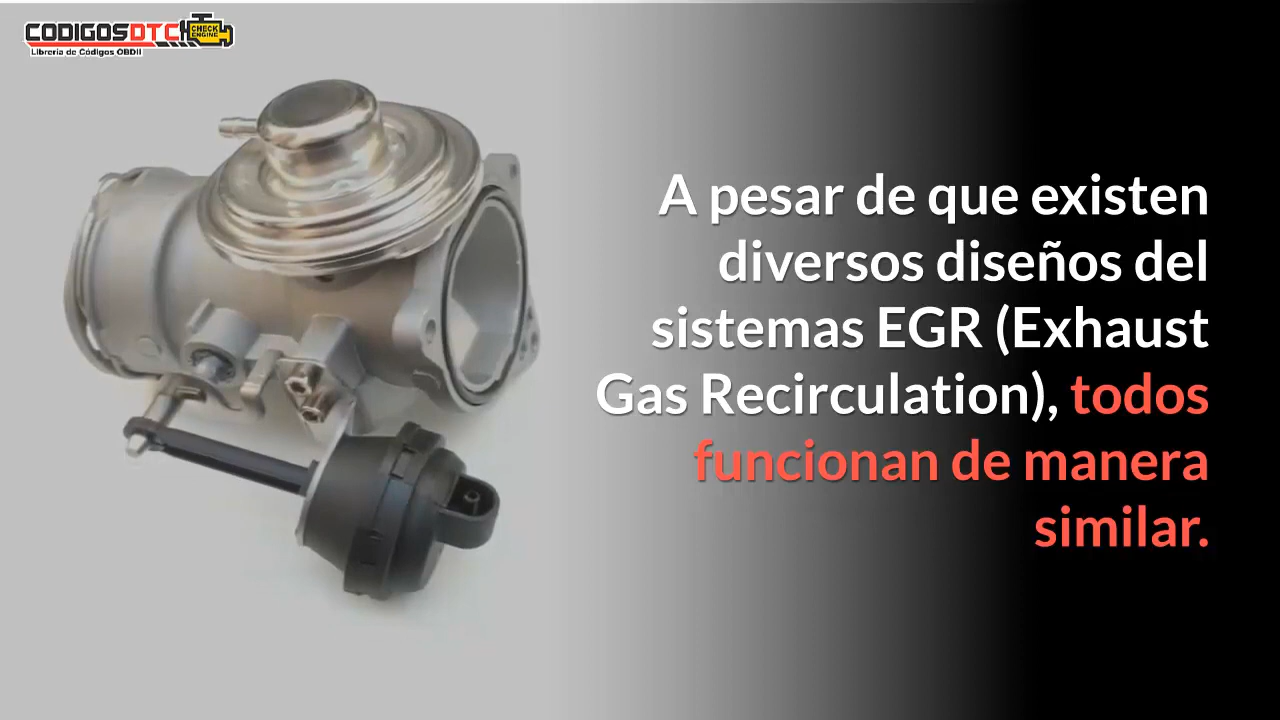 CODIGOSDTC
CHECK
ENGINE
Librería de Códigos OBDII
A pesar de que existen
diversos diseños del
sistemas EGR (Exhaust
Gas Recirculation), todos
funcionan de manera
similar.